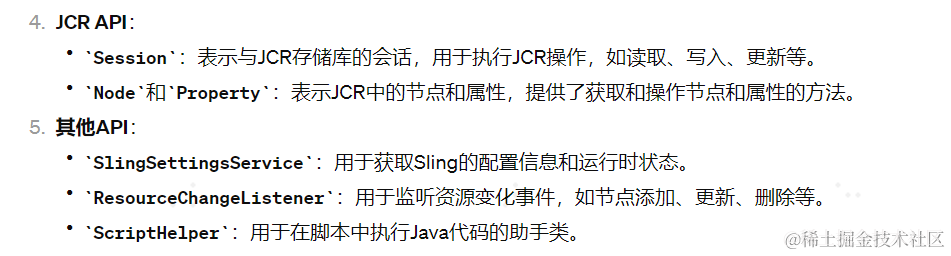 4. JCR API：
• `Session`：表示与JCR存储库的会话，用于执行JCR操作，如读取、写入、更新等。
• `Node`和`Property`：表示JCR中的节点和属性，提供了获取和操作节点和属性的方法。
5. 其他API：
• `SlingSettingsService`：用于获取Sling的配置信息和运行时状态。
• `ResourceChangeListener`：用于监听资源变化事件，如节点添加、更新、删除等。
• `ScriptHelper`：用于在脚本中执行Java代码的助手类。
@稀土掘金技术社区